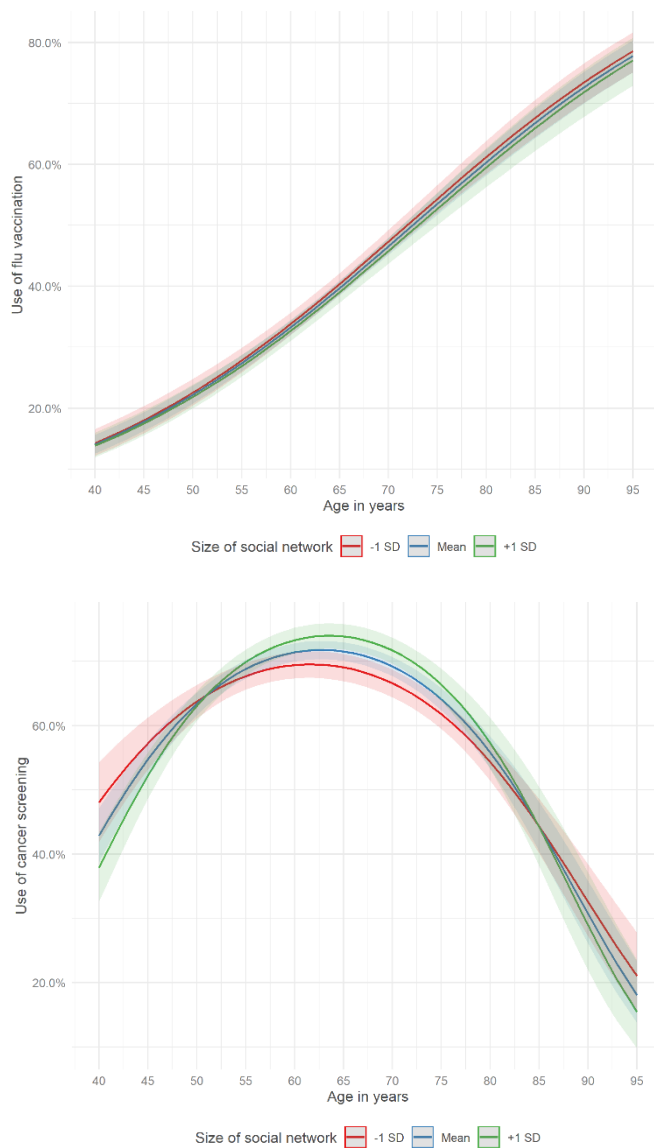 80.0%
60.0%
40.0%
20.0%
Use of flu vaccination
40 45 50 55 60 65 70 75 80 85 90 95
Age in years
Size of social network -1 SD Mean +1 SD
60.0%
40.0%
20.0%
Use of cancer screening
40 45 50 55 60 65 70 75 80 85 90 95
Age in years
Size of social network -1 SD Mean +1 SD